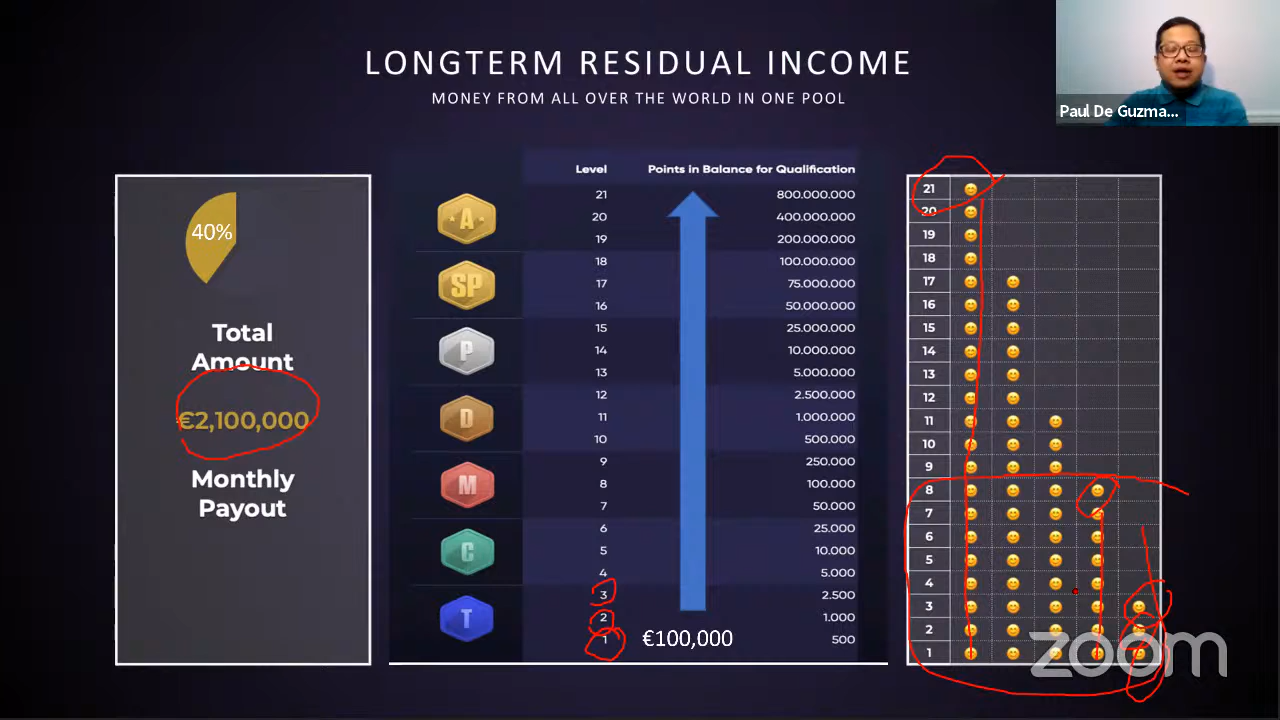 LONGTERM RESIDUAL INCOME
MONEY FROM ALL OVER THE WORLD IN ONE POOL
Paul De Guzma...
40%
Total
Amount
€2,100,000
Monthly
Payout
Level Points in Balance for Qualification
A
21 800.000.000
20 400.000.000
19 200.000.000
SP
18 100.000.000
17 75.000.000
16 50.000.000
P
15 25.000.000
14 10.000.000
13 5.000.000
D
12 2.500.000
11 1.000.000
10 500.000
M
9 250.000
8 100.000
7 50.000
C
6 25.000
5 10.000
4 5.000
T
3 2.500
2 1.000
1 €100,000 500
21
20
19
18
17
16
15
14
13
12
11
10
9
8
7
6
5
4
3
2
1
zoom